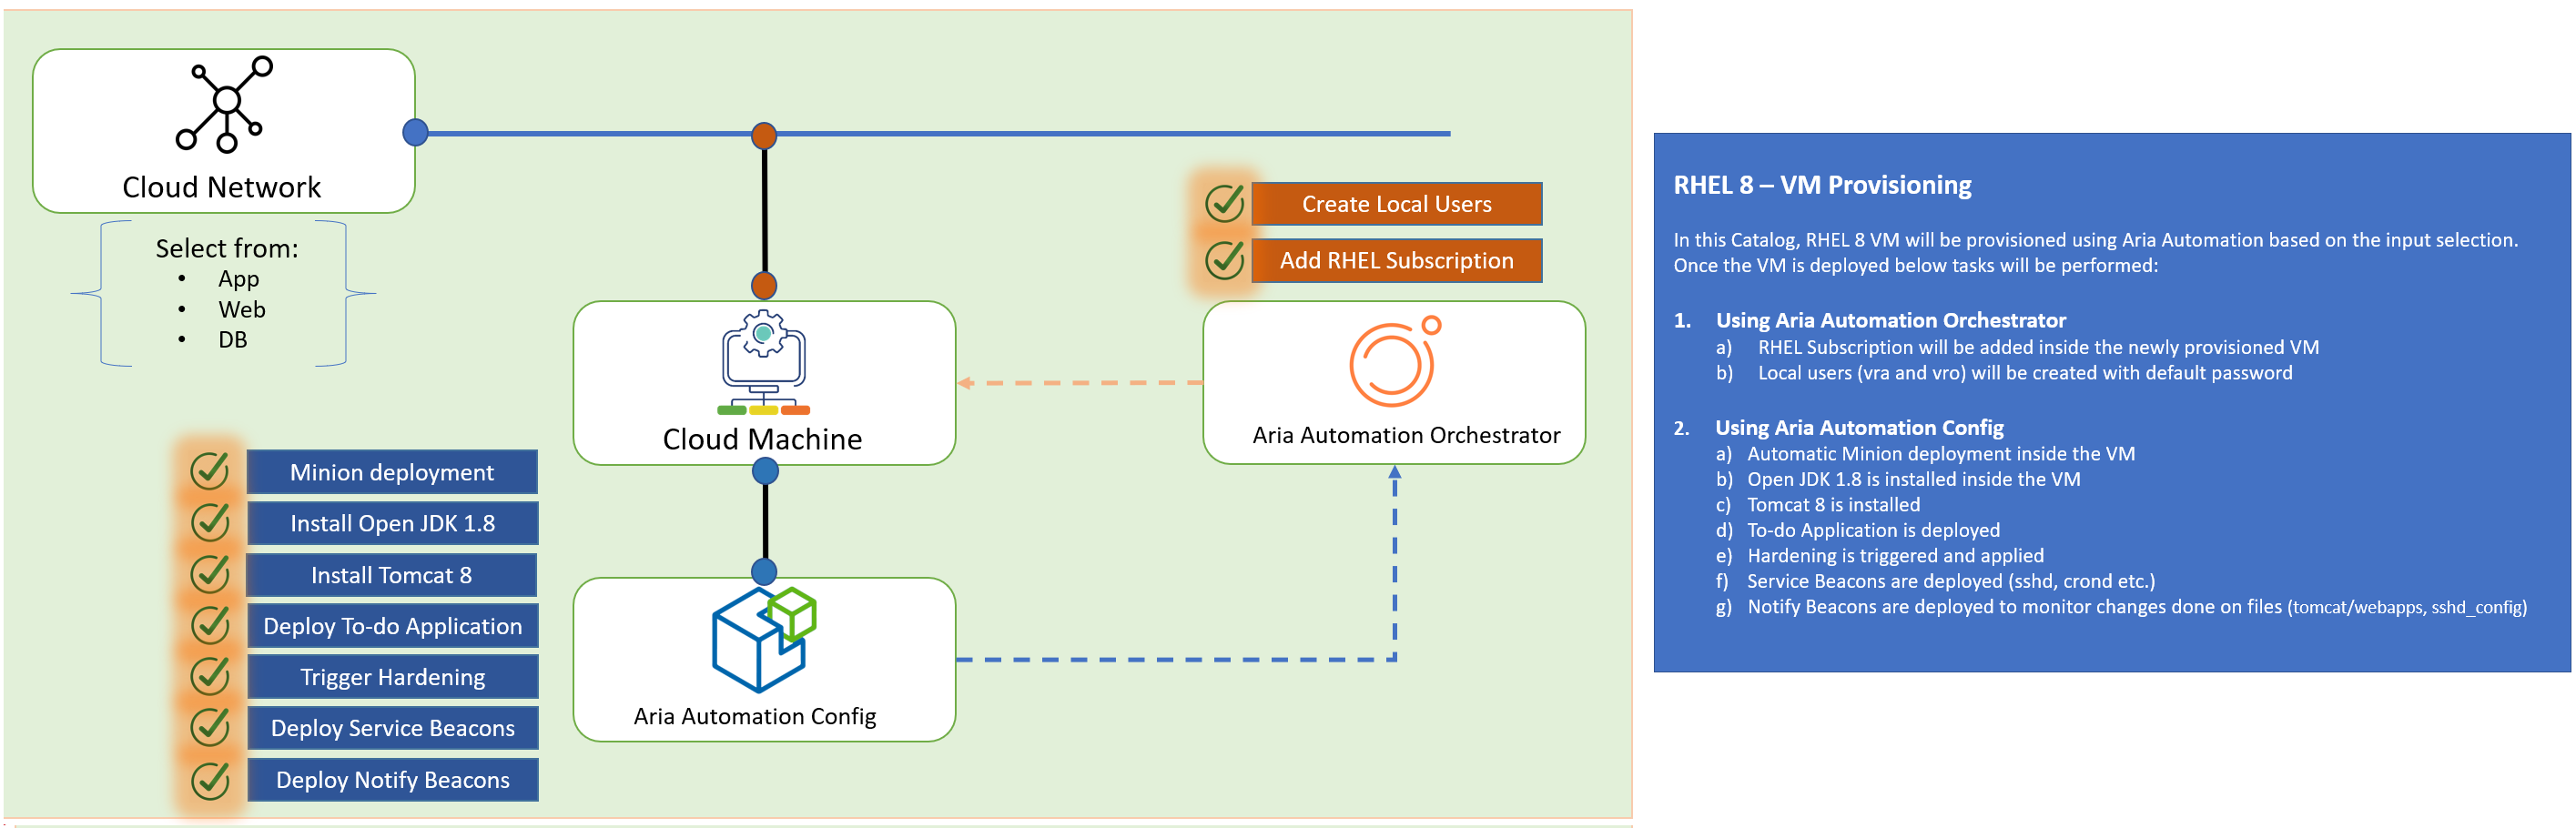 Cloud Network
Select from:
• App
• Web
• DB
Create Local Users
Add RHEL Subscription
Cloud Machine
Aria Automation Orchestrator
Minion deployment
Install Open JDK 1.8
Install Tomcat 8
Deploy To-do Application
Trigger Hardening
Deploy Service Beacons
Deploy Notify Beacons
Aria Automation Config
RHEL 8 – VM Provisioning
In this Catalog, RHEL 8 VM will be provisioned using Aria Automation based on the input selection.
Once the VM is deployed below tasks will be performed:
1. Using Aria Automation Orchestrator
a) RHEL Subscription will be added inside the newly provisioned VM
b) Local users (vra and vro) will be created with default password
2. Using Aria Automation Config
a) Automatic Minion deployment inside the VM
b) Open JDK 1.8 is installed inside the VM
c) Tomcat 8 is installed
d) To-do Application is deployed
e) Hardening is triggered and applied
f) Service Beacons are deployed (sshd, crond etc.)
g) Notify Beacons are deployed to monitor changes done on files (tomcat/webapps, sshd_config)